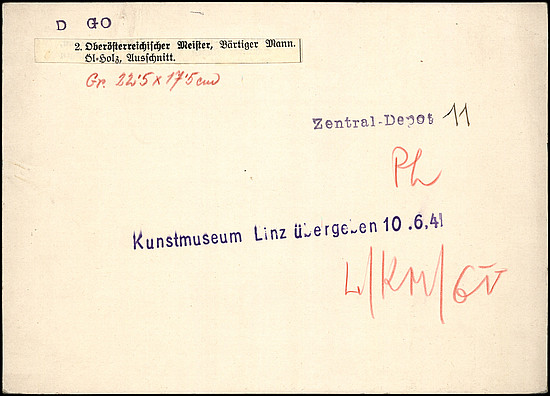 D GO
2. Oberösterreichischer Meister, Bärtiger Mann.
Öl-Holz, Ausschnitt.
Gr. 22'5 x 17'5 cm
Zentral-Depot 11
Ph
Kunstmuseum Linz übergeben 10.6.41
L/KM/